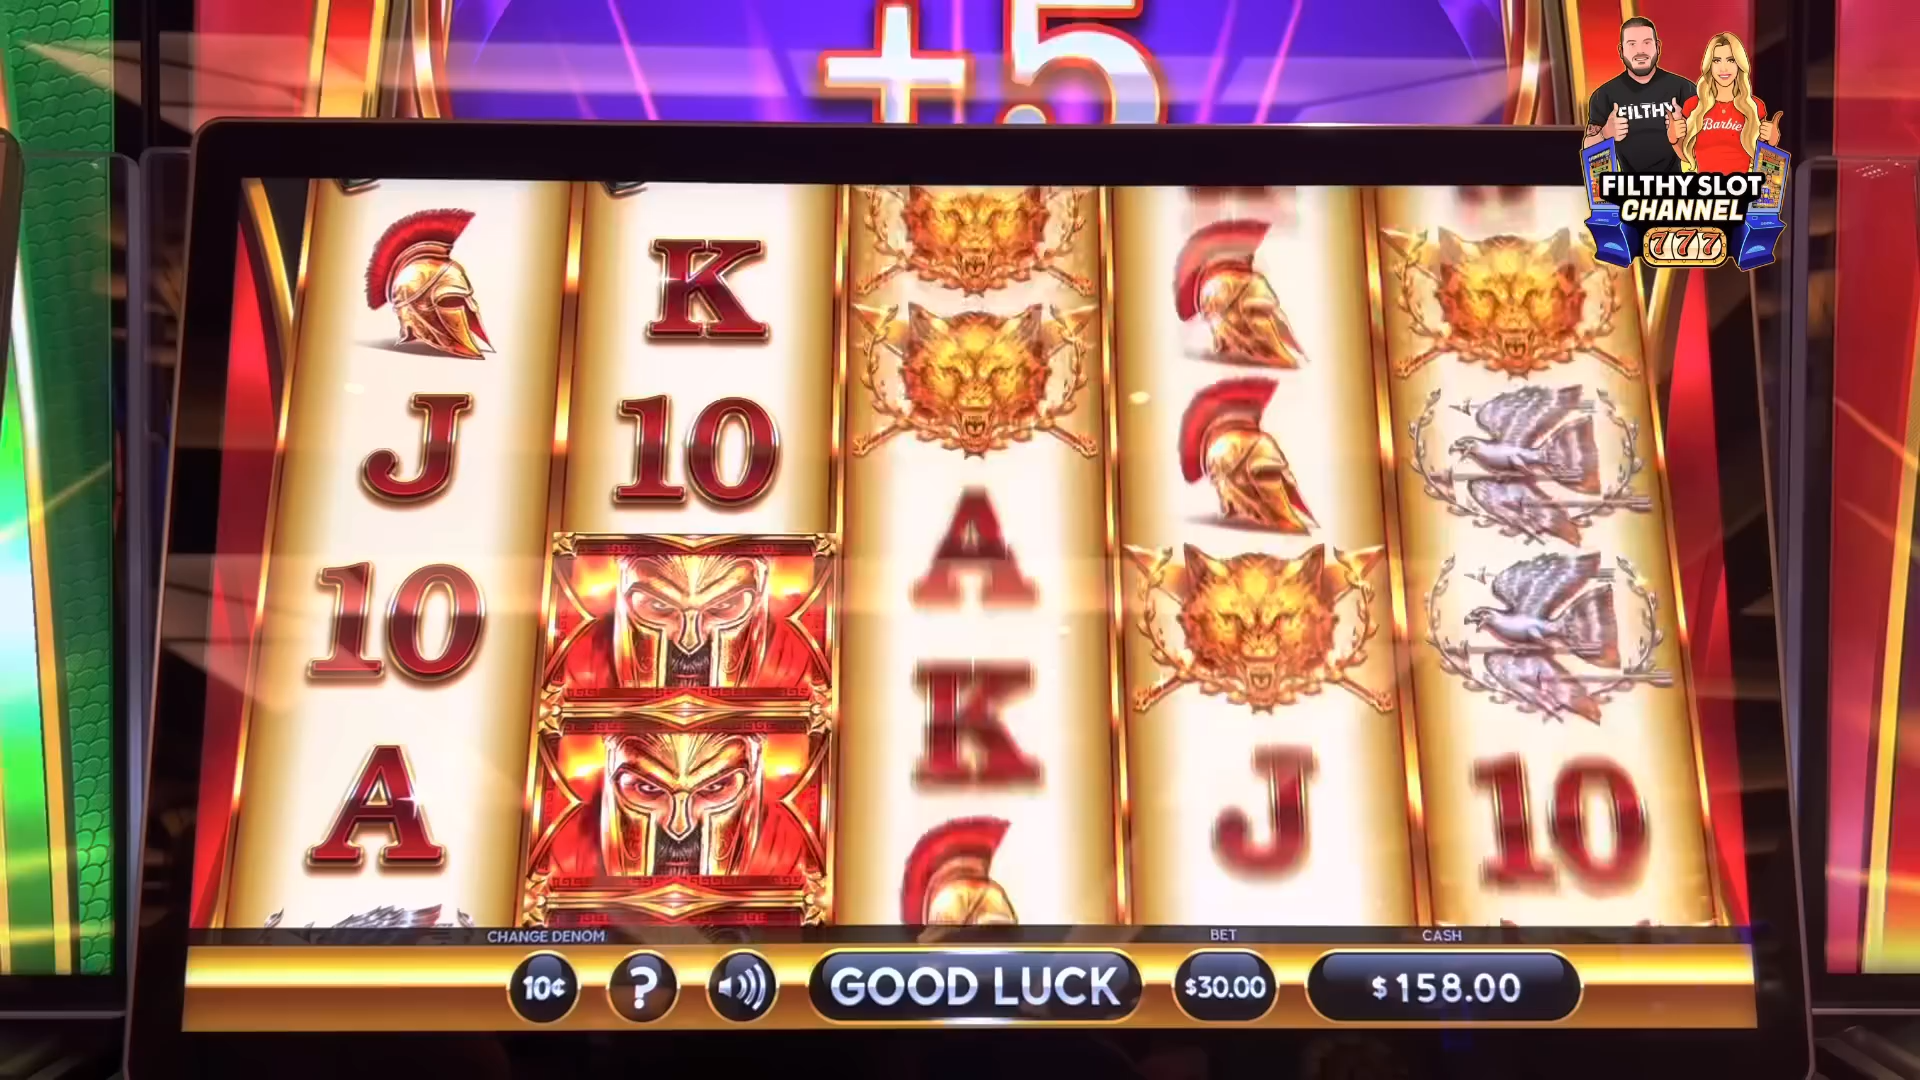 +5
FILTHY
Barbie
FILTHY SLOT
CHANNEL
777
K
J
10
10
A
A
K
J
10
CHANGE DENOM
BET
CASH
10¢
?
GOOD LUCK
$30.00
$158.00